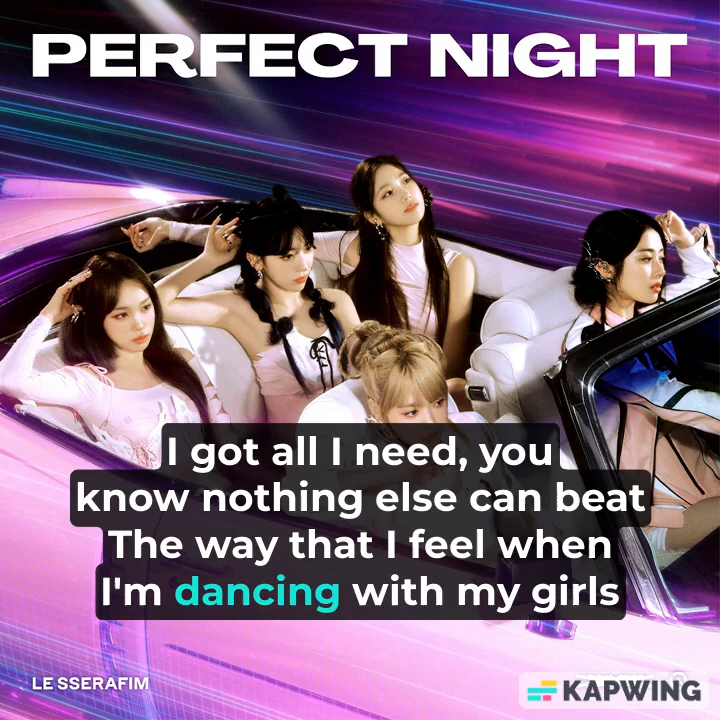 PERFECT NIGHT
I got all I need, you
know nothing else can beat
The way that I feel when
I'm dancing with my girls
LE SSERAFIM
KAPWING